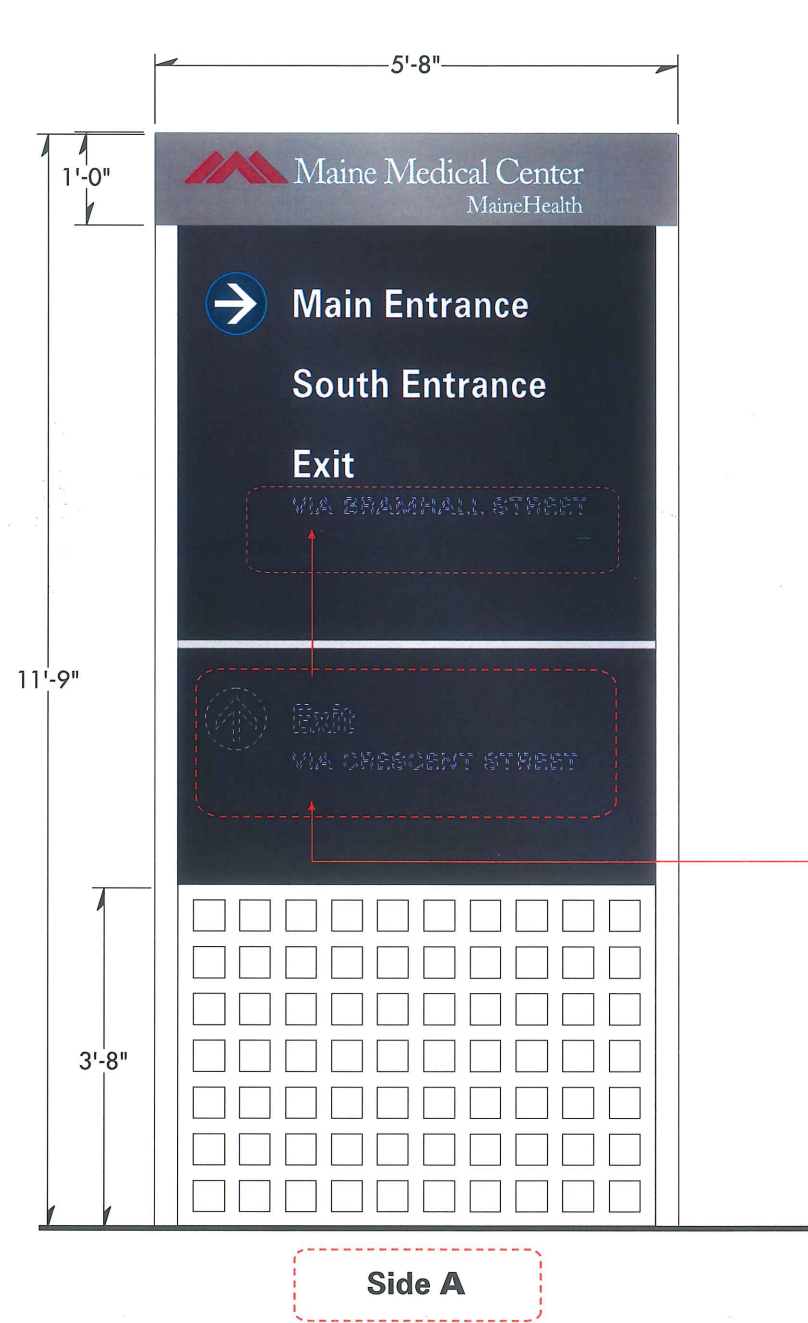 5'-8"
1'-0"
Maine Medical Center
MaineHealth
Main Entrance
South Entrance
Exit
VIA BRAMHALL STREET
11'-9"
Exit
VIA CRESCENT STREET
3'-8"
Side A